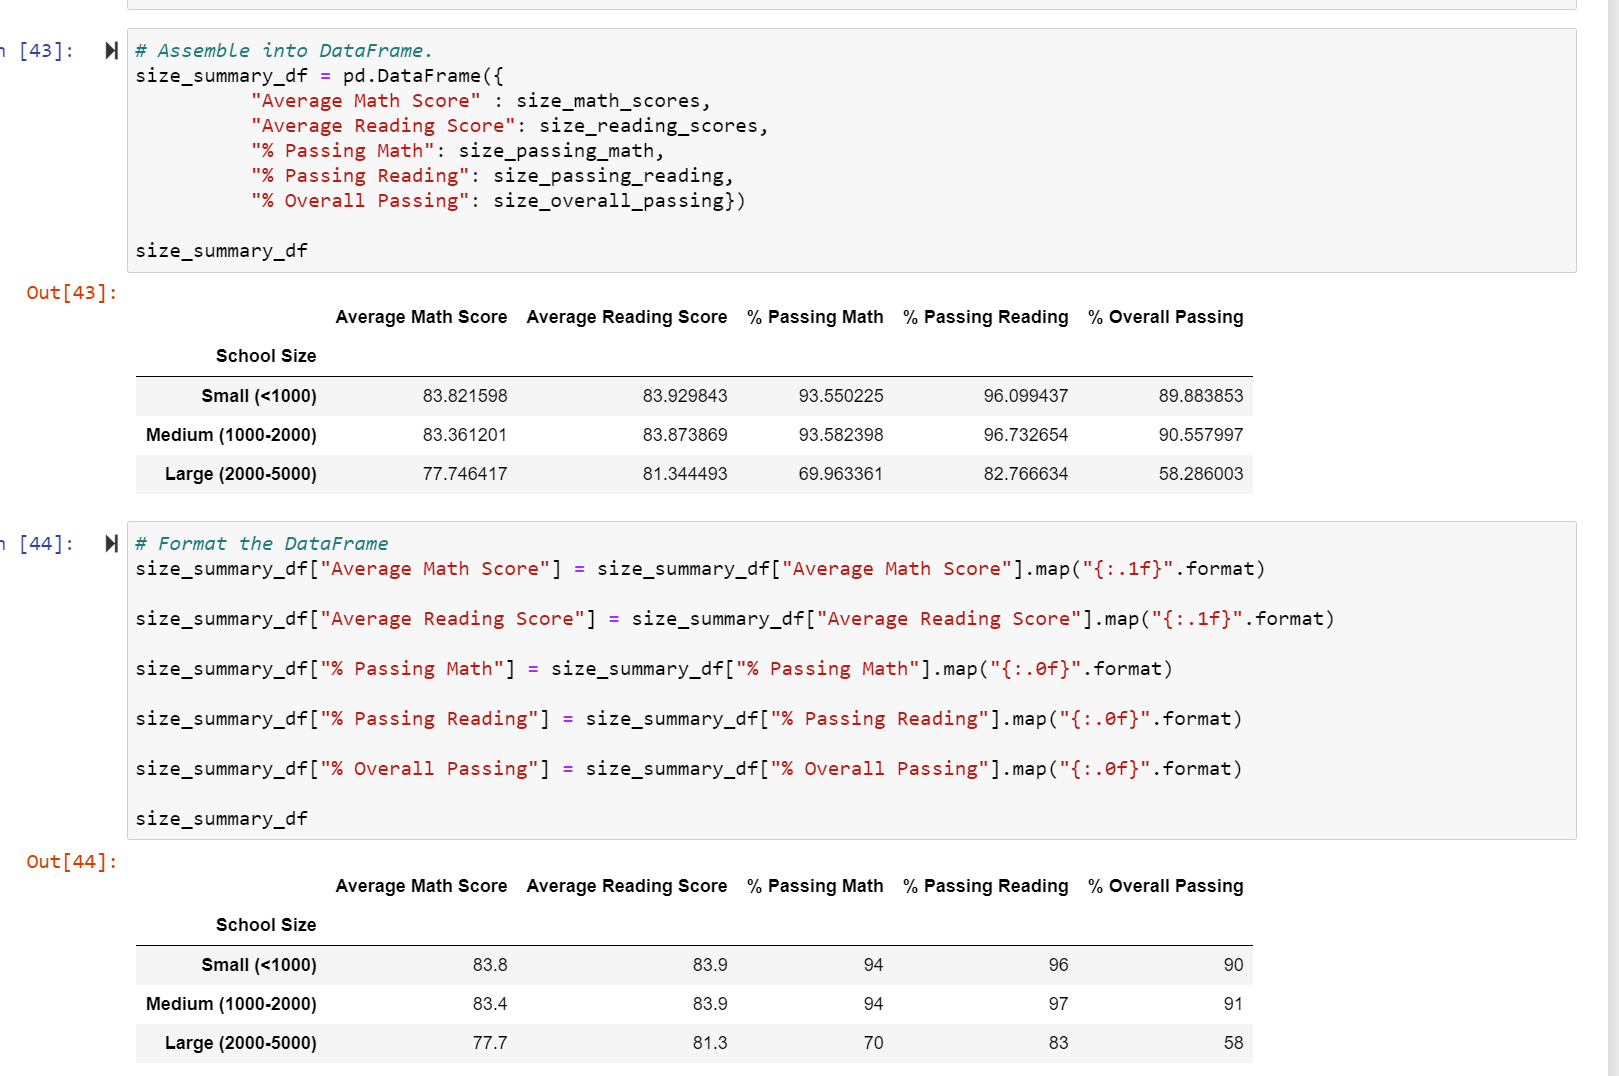 n [43]:
# Assemble into DataFrame.
size_summary_df = pd.DataFrame({
"Average Math Score" : size_math_scores,
"Average Reading Score": size_reading_scores,
"% Passing Math": size_passing_math,
"% Passing Reading": size_passing_reading,
"% Overall Passing": size_overall_passing})
size_summary_df
Out[43]:
Average Math Score Average Reading Score % Passing Math % Passing Reading % Overall Passing
School Size
Small (<1000) 83.821598 83.929843 93.550225 96.099437 89.883853
Medium (1000-2000) 83.361201 83.873869 93.582398 96.732654 90.557997
Large (2000-5000) 77.746417 81.344493 69.963361 82.766634 58.286003
n [44]:
# Format the DataFrame
size_summary_df["Average Math Score"] = size_summary_df["Average Math Score"].map("{:.1f}".format)
size_summary_df["Average Reading Score"] = size_summary_df["Average Reading Score"].map("{:.1f}".format)
size_summary_df["% Passing Math"] = size_summary_df["% Passing Math"].map("{:.0f}".format)
size_summary_df["% Passing Reading"] = size_summary_df["% Passing Reading"].map("{:.0f}".format)
size_summary_df["% Overall Passing"] = size_summary_df["% Overall Passing"].map("{:.0f}".format)
size_summary_df
Out[44]:
Average Math Score Average Reading Score % Passing Math % Passing Reading % Overall Passing
School Size
Small (<1000) 83.8 83.9 94 96 90
Medium (1000-2000) 83.4 83.9 94 97 91
Large (2000-5000) 77.7 81.3 70 83 58